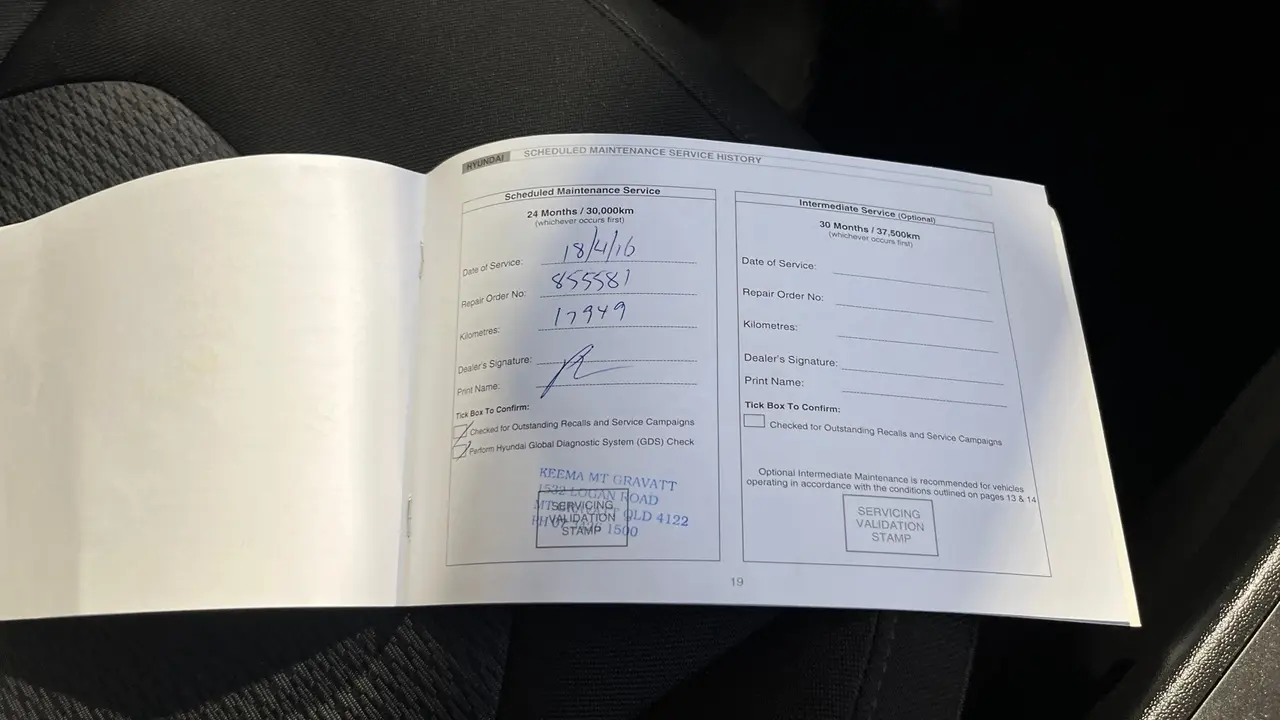 HYUNDAI SCHEDULED MAINTENANCE SERVICE HISTORY
Scheduled Maintenance Service
24 Months / 30,000km
(whichever occurs first)
Date of Service: 18/4/16
Repair Order No: 855581
Kilometres: 17949
Dealer's Signature:
Print Name:
Tick Box To Confirm:
Checked for Outstanding Recalls and Service Campaigns
Perform Hyundai Global Diagnostic System (GDS) Check
KEEMA MT GRAVATT
1532 LOGAN ROAD
MT QLD 4122
PH 07 1500
SERVICING
VALIDATION
STAMP
Intermediate Service (Optional)
30 Months / 37,500km
(whichever occurs first)
Date of Service:
Repair Order No:
Kilometres:
Dealer's Signature:
Print Name:
Tick Box To Confirm:
Checked for Outstanding Recalls and Service Campaigns
Optional Intermediate Maintenance is recommended for vehicles
operating in accordance with the conditions outlined on pages 13 & 14
SERVICING
VALIDATION
STAMP
19